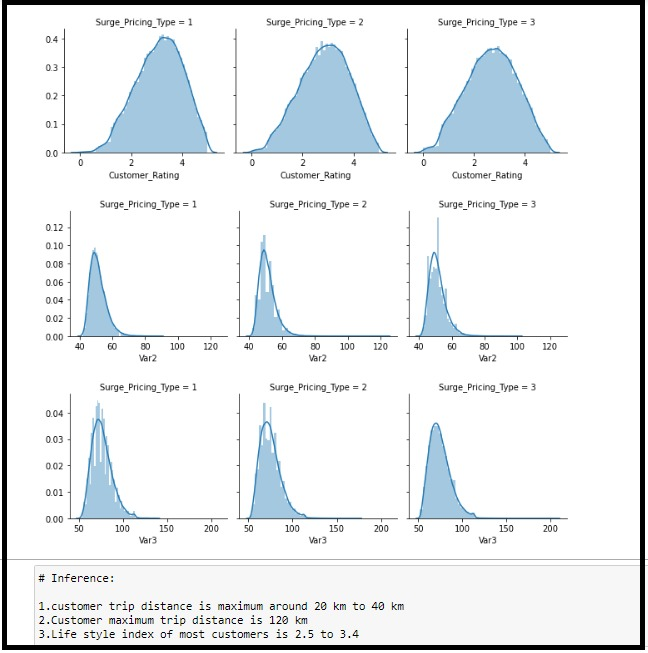 Surge_Pricing_Type = 1 Surge_Pricing_Type = 2 Surge_Pricing_Type = 3
0.4
0.3
0.2
0.1
0.0
0 2 4 0 2 4 0 2 4
Customer_Rating Customer_Rating Customer_Rating
Surge_Pricing_Type = 1 Surge_Pricing_Type = 2 Surge_Pricing_Type = 3
0.12
0.10
0.08
0.06
0.04
0.02
0.00
40 60 80 100 120 40 60 80 100 120 40 60 80 100 120
Var2 Var2 Var2
Surge_Pricing_Type = 1 Surge_Pricing_Type = 2 Surge_Pricing_Type = 3
0.04
0.03
0.02
0.01
0.00
50 100 150 200 50 100 150 200 50 100 150 200
Var3 Var3 Var3
# Inference:
1.customer trip distance is maximum around 20 km to 40 km
2.Customer maximum trip distance is 120 km
3.Life style index of most customers is 2.5 to 3.4